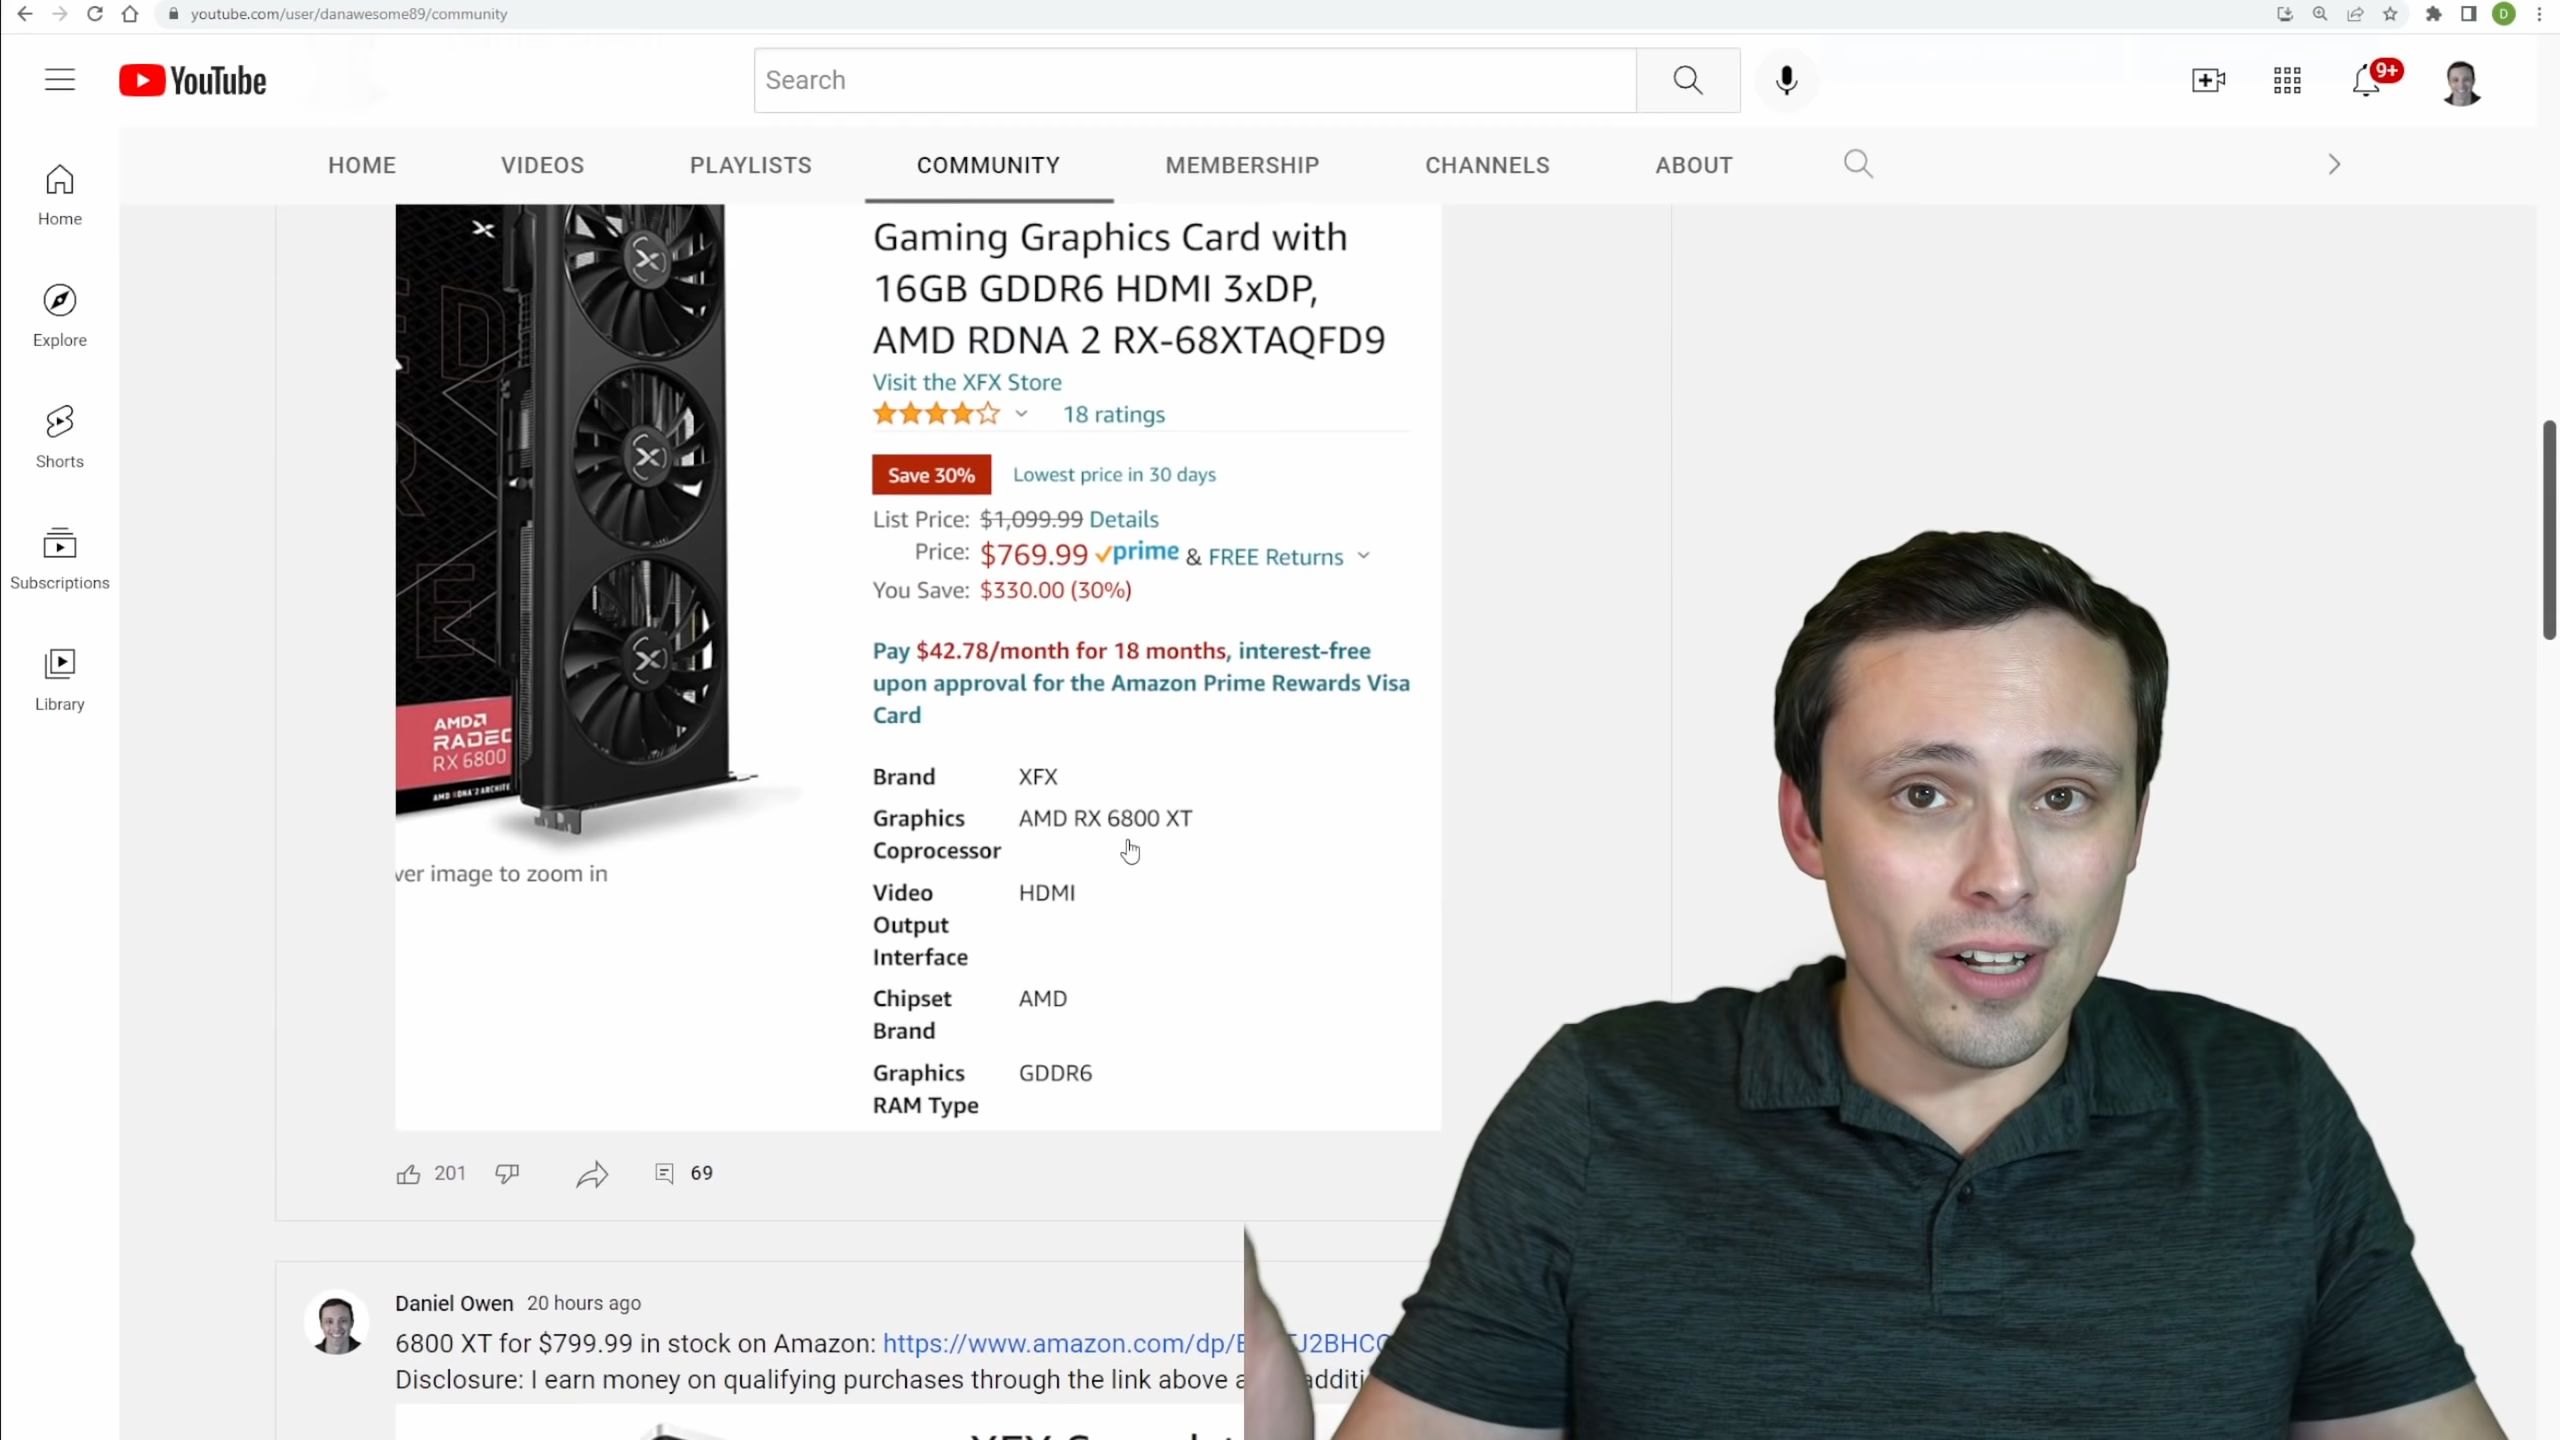 youtube.com/user/danawesome89/community
D
YouTube
Search
9+
HOME VIDEOS PLAYLISTS COMMUNITY MEMBERSHIP CHANNELS ABOUT
Home
Explore
Shorts
Subscriptions
Library
Gaming Graphics Card with
16GB GDDR6 HDMI 3xDP,
AMD RDNA 2 RX-68XTAQFD9
Visit the XFX Store
18 ratings
Save 30% Lowest price in 30 days
List Price: $1,099.99 Details
Price: $769.99 prime & FREE Returns
You Save: $330.00 (30%)
Pay $42.78/month for 18 months, interest-free
upon approval for the Amazon Prime Rewards Visa
Card
AMD
RADEO
RX 6800
AMD RDNA 2 ARCHITE
Brand XFX
Graphics Coprocessor AMD RX 6800 XT
Video Output Interface HDMI
Chipset Brand AMD
Graphics RAM Type GDDR6
ver image to zoom in
201 69
Daniel Owen 20 hours ago
6800 XT for $799.99 in stock on Amazon: https://www.amazon.com/dp/
Disclosure: I earn money on qualifying purchases through the link above